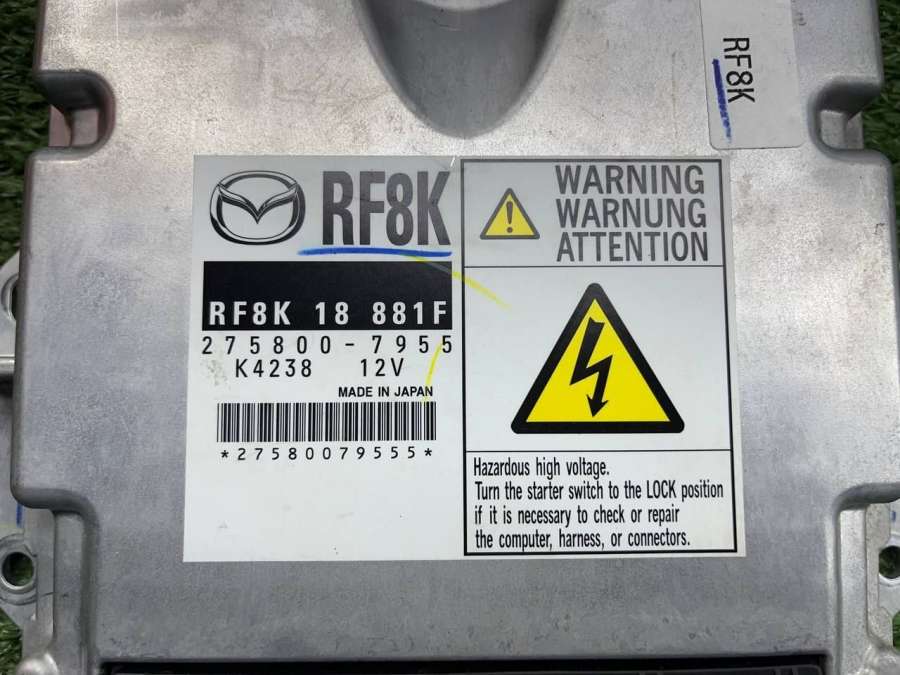 RF8K
RF8K
RF8K 18 881F
275800-7955
K4238 12V
MADE IN JAPAN
*27580079555*
!
WARNING
WARNUNG
ATTENTION
Hazardous high voltage.
Turn the starter switch to the LOCK position
if it is necessary to check or repair
the computer, harness, or connectors.